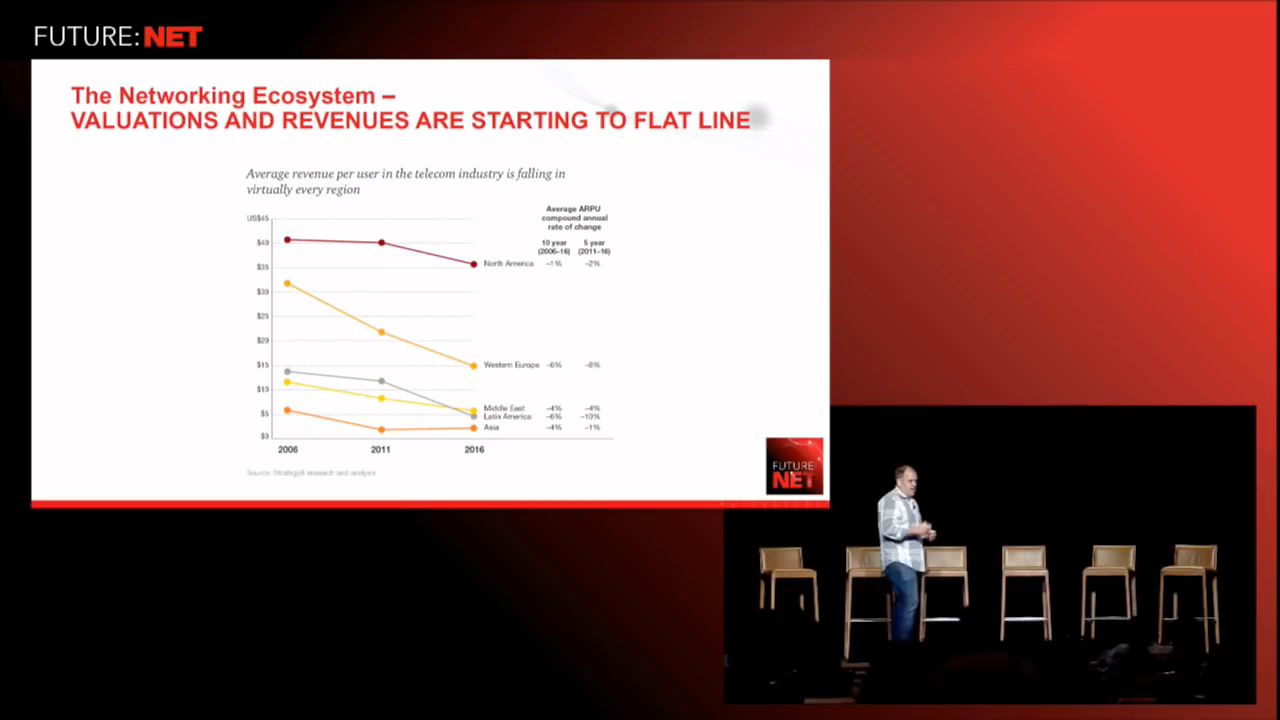 FUTURE:NET
The Networking Ecosystem –
VALUATIONS AND REVENUES ARE STARTING TO FLAT LINE
Average revenue per user in the telecom industry is falling in
virtually every region
Average ARPU
compound annual
rate of change
10 year 5 year
(2006–16) (2011–16)
US$45
$40
$35
$30
$25
$20
$15
$10
$5
$0
North America –1% –2%
Western Europe –6% –8%
Middle East –4% –4%
Latin America –6% –10%
Asia –4% –1%
2006 2011 2016
Source: Strategy& research and analysis
FUTURE
NET